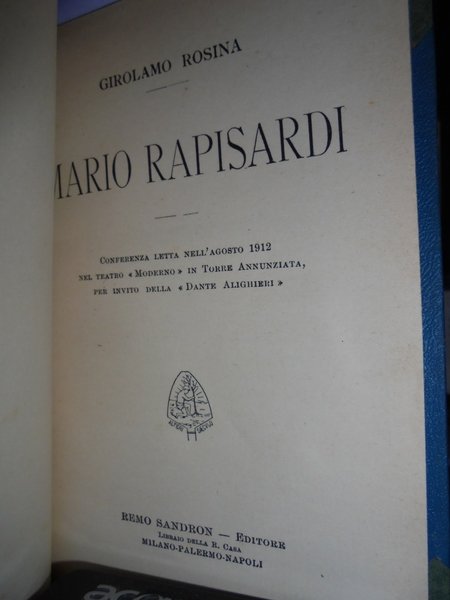 GIROLAMO ROSINA
MARIO RAPISARDI
CONFERENZA LETTA NELL'AGOSTO 1912
NEL TEATRO « MODERNO » IN TORRE ANNUNZIATA,
PER INVITO DELLA « DANTE ALIGHIERI »
REMO SANDRON — EDITORE
LIBRAIO DELLA R. CASA
MILANO-PALERMO-NAPOLI